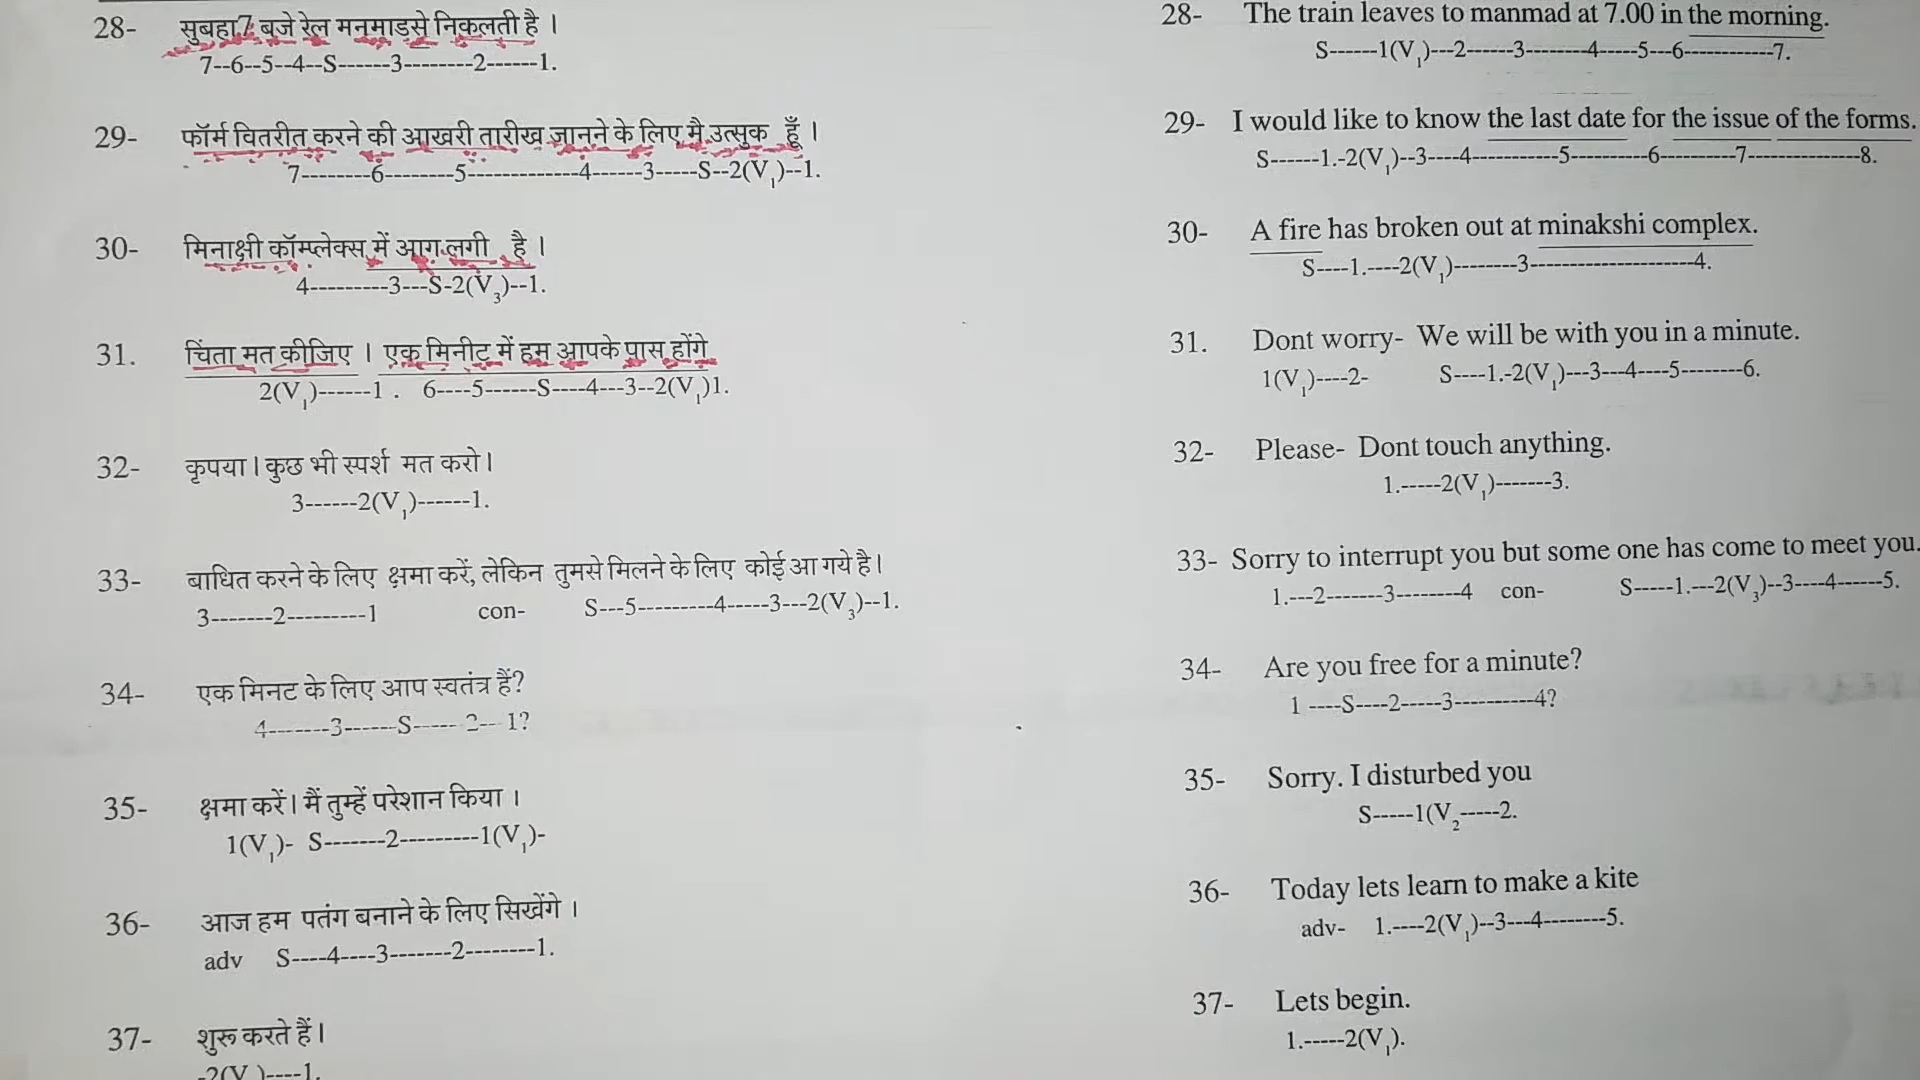 28- सुबहा 7 बजे रेल मनमाड से निकलती है ।
7--6--5--4--S------3--------2------1.
29- फॉर्म वितरीत करने की आखरी तारीख जानने के लिए मै उत्सुक हूँ ।
7--------6--------5-------------4------3-----S--2(V1)--1.
30- मिनाक्षी कॉम्प्लेक्स में आग लगी है ।
4---------3---S-2(V3)--1.
31. चिंता मत कीजिए । एक मिनीट में हम आपके पास होंगे
2(V1)------1 . 6----5------S----4---3--2(V1)1.
32- कृपया । कुछ भी स्पर्श मत करो ।
3------2(V1)------1.
33- बाधित करने के लिए क्षमा करें, लेकिन तुमसे मिलने के लिए कोई आ गये है ।
3-------2---------1 con- S---5---------4-----3---2(V3)--1.
34- एक मिनट के लिए आप स्वतंत्र हैं?
4-------3------S----- 2-- 1?
35- क्षमा करें । मैं तुम्हें परेशान किया ।
1(V1)- S-------2---------1(V1)-
36- आज हम पतंग बनाने के लिए सिखेंगे ।
adv S----4----3-------2--------1.
37- शुरू करते हैं ।
-2(V )----1.
28- The train leaves to manmad at 7.00 in the morning.
S------1(V1)---2------3--------4-----5---6-----------7.
29- I would like to know the last date for the issue of the forms.
S------1.-2(V1)--3----4-----------5-----------6---------7--------------8.
30- A fire has broken out at minakshi complex.
S----1.----2(V1)--------3---------------------4.
31. Dont worry- We will be with you in a minute.
1(V1)----2- S----1.-2(V1)---3---4----5--------6.
32- Please- Dont touch anything.
1.-----2(V1)-------3.
33- Sorry to interrupt you but some one has come to meet you.
1.---2-------3--------4 con- S-----1.---2(V3)--3----4------5.
34- Are you free for a minute?
1 ----S----2-----3----------4?
35- Sorry. I disturbed you
S-----1(V2-----2.
36- Today lets learn to make a kite
adv- 1.----2(V1)--3---4--------5.
37- Lets begin.
1.-----2(V1).